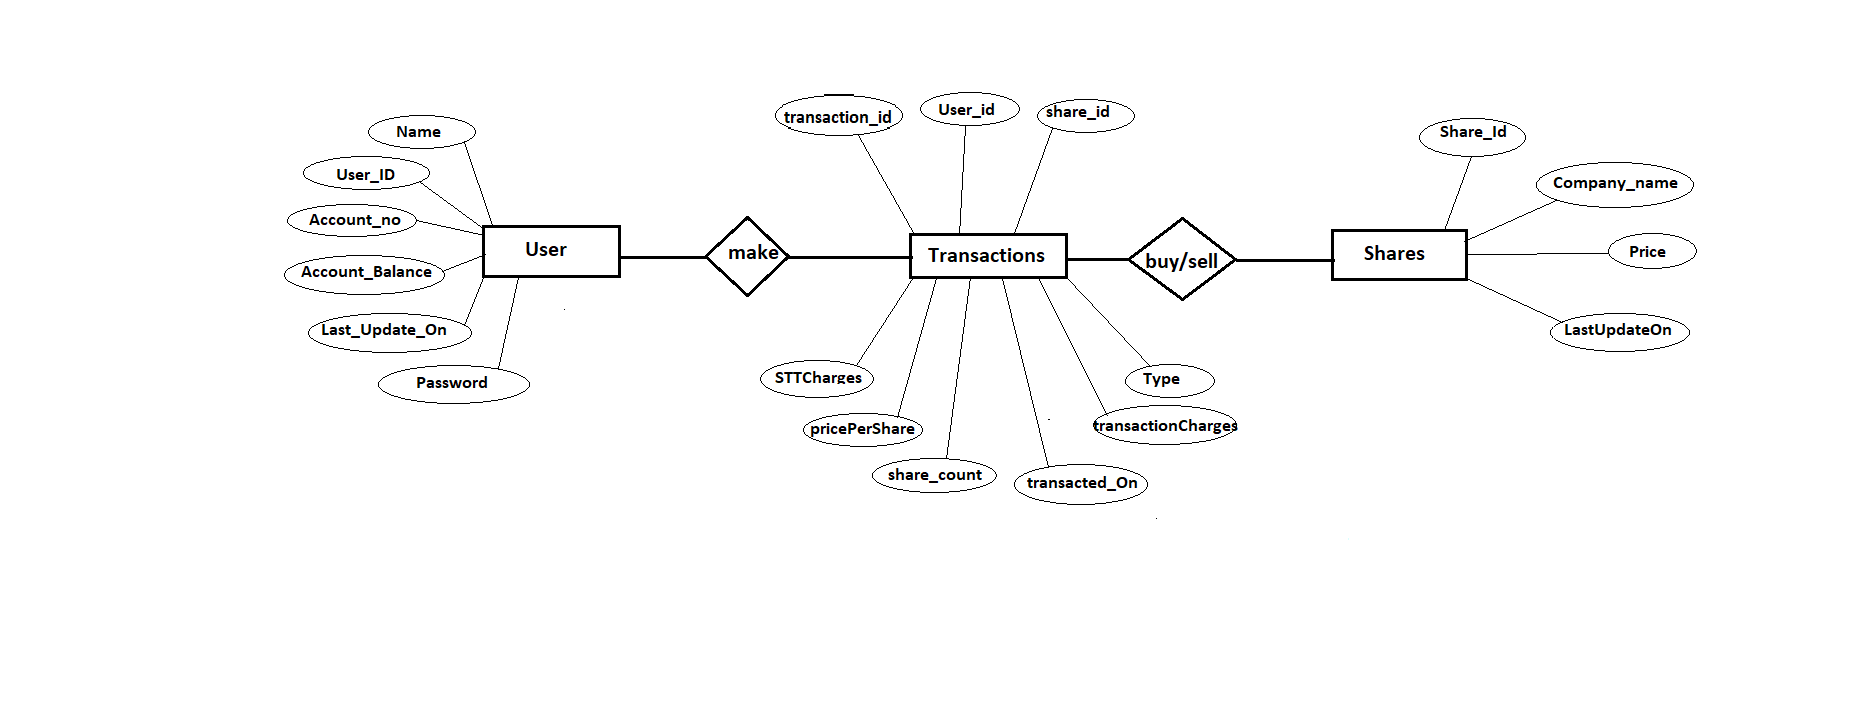 Name
User_ID
Account_no
Account_Balance
Last_Update_On
Password
User
make
transaction_id
User_id
share_id
Transactions
STTCharges
pricePerShare
share_count
transacted_On
transactionCharges
Type
buy/sell
Shares
Share_Id
Company_name
Price
LastUpdateOn